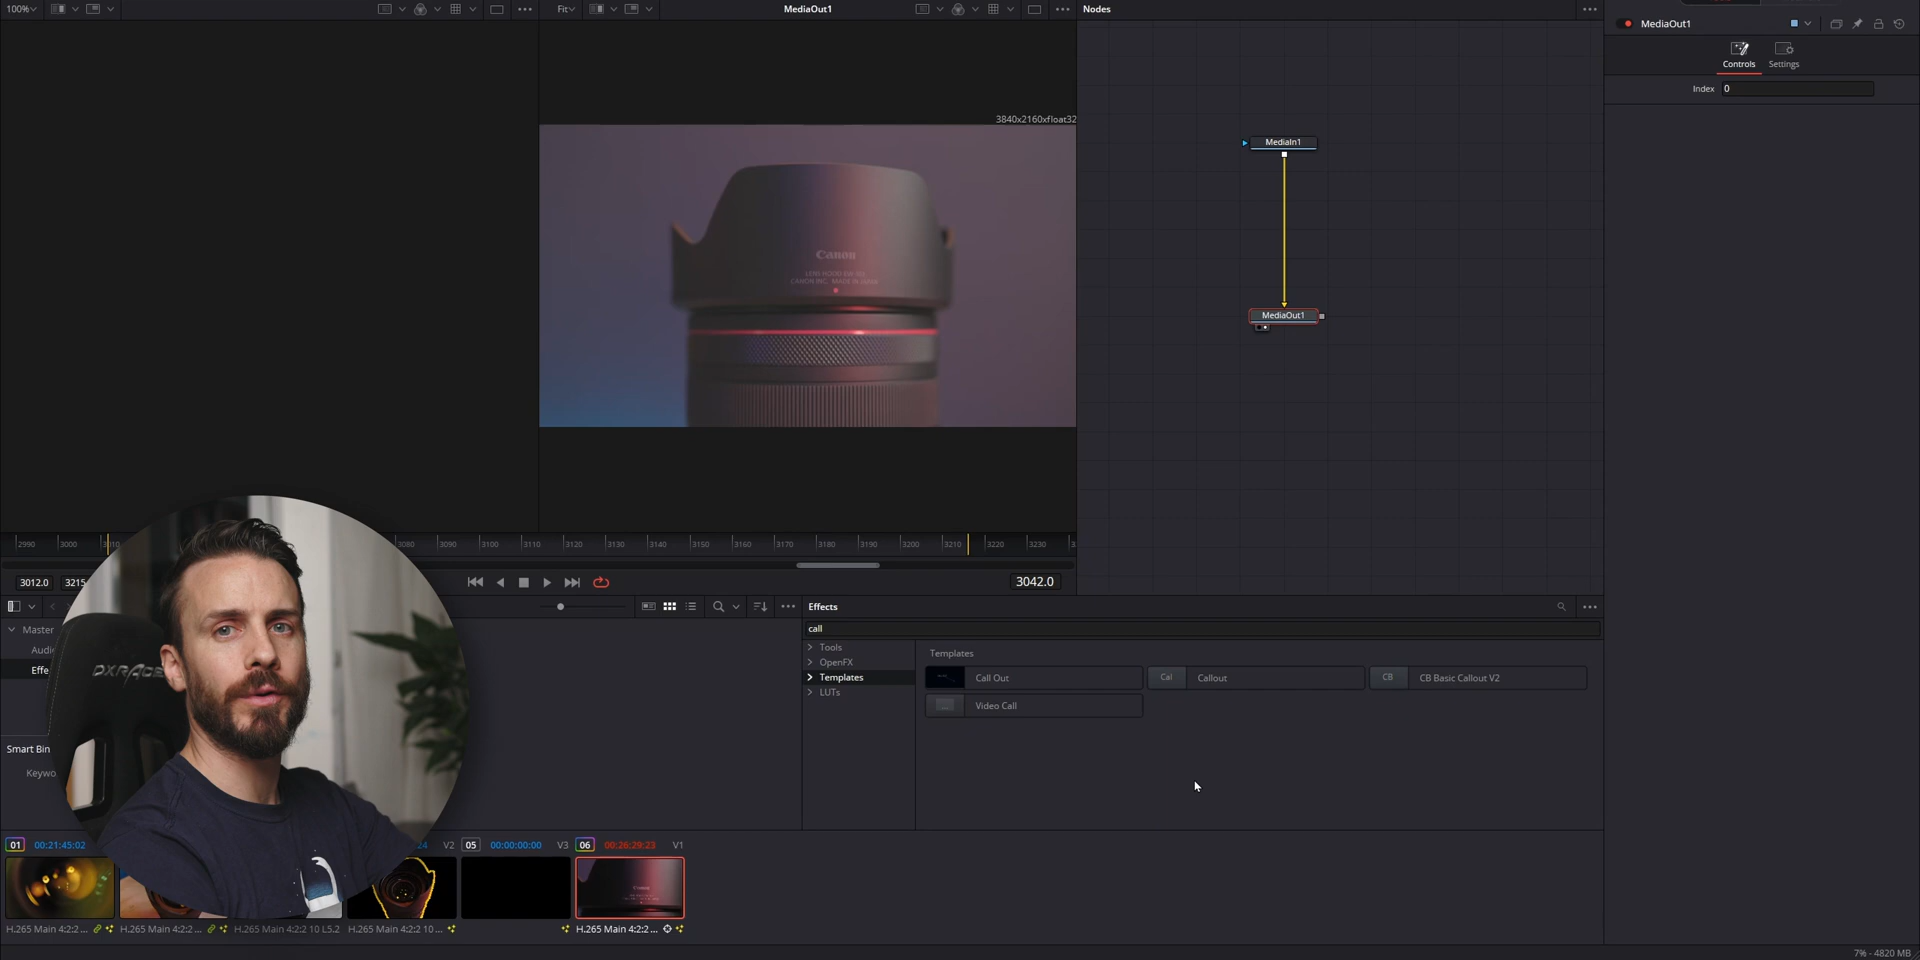 100%
Fit
MediaOut1
Nodes
MediaOut1
Controls
Settings
Index
0
3840x2160xfloat32
MediaIn1
MediaOut1
Canon
2990
3000
3010
3090
3100
3110
3120
3130
3140
3150
3160
3170
3180
3190
3200
3210
3220
3230
3012.0
3215
3042.0
Effects
call
Master
Audi
Effe
DXRACE
Smart Bin
Keywo
Tools
OpenFX
Templates
LUTs
Templates
Call Out
Cal
Callout
CB
CB Basic Callout V2
Video Call
01
00:21:45:02
24
V2
05
00:00:00:00
V3
06
00:26:29:23
V1
H.265 Main 4:2:2 ...
H.265 Main 4:2:2 ...
H.265 Main 4:2:2 10 L5.2
H.265 Main 4:2:2 10 ...
H.265 Main 4:2:2 ...
7% - 4820 MB